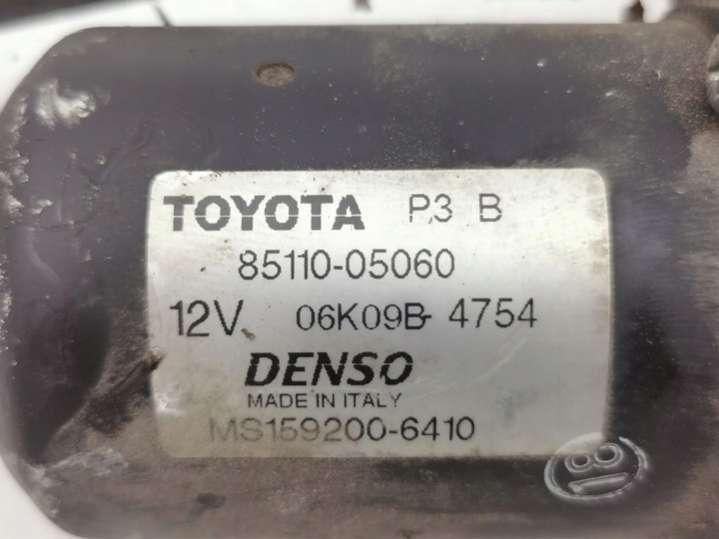 TOYOTA P3 B
85110-05060
12V 06K09B-4754
DENSO
MADE IN ITALY
MS159200-6410